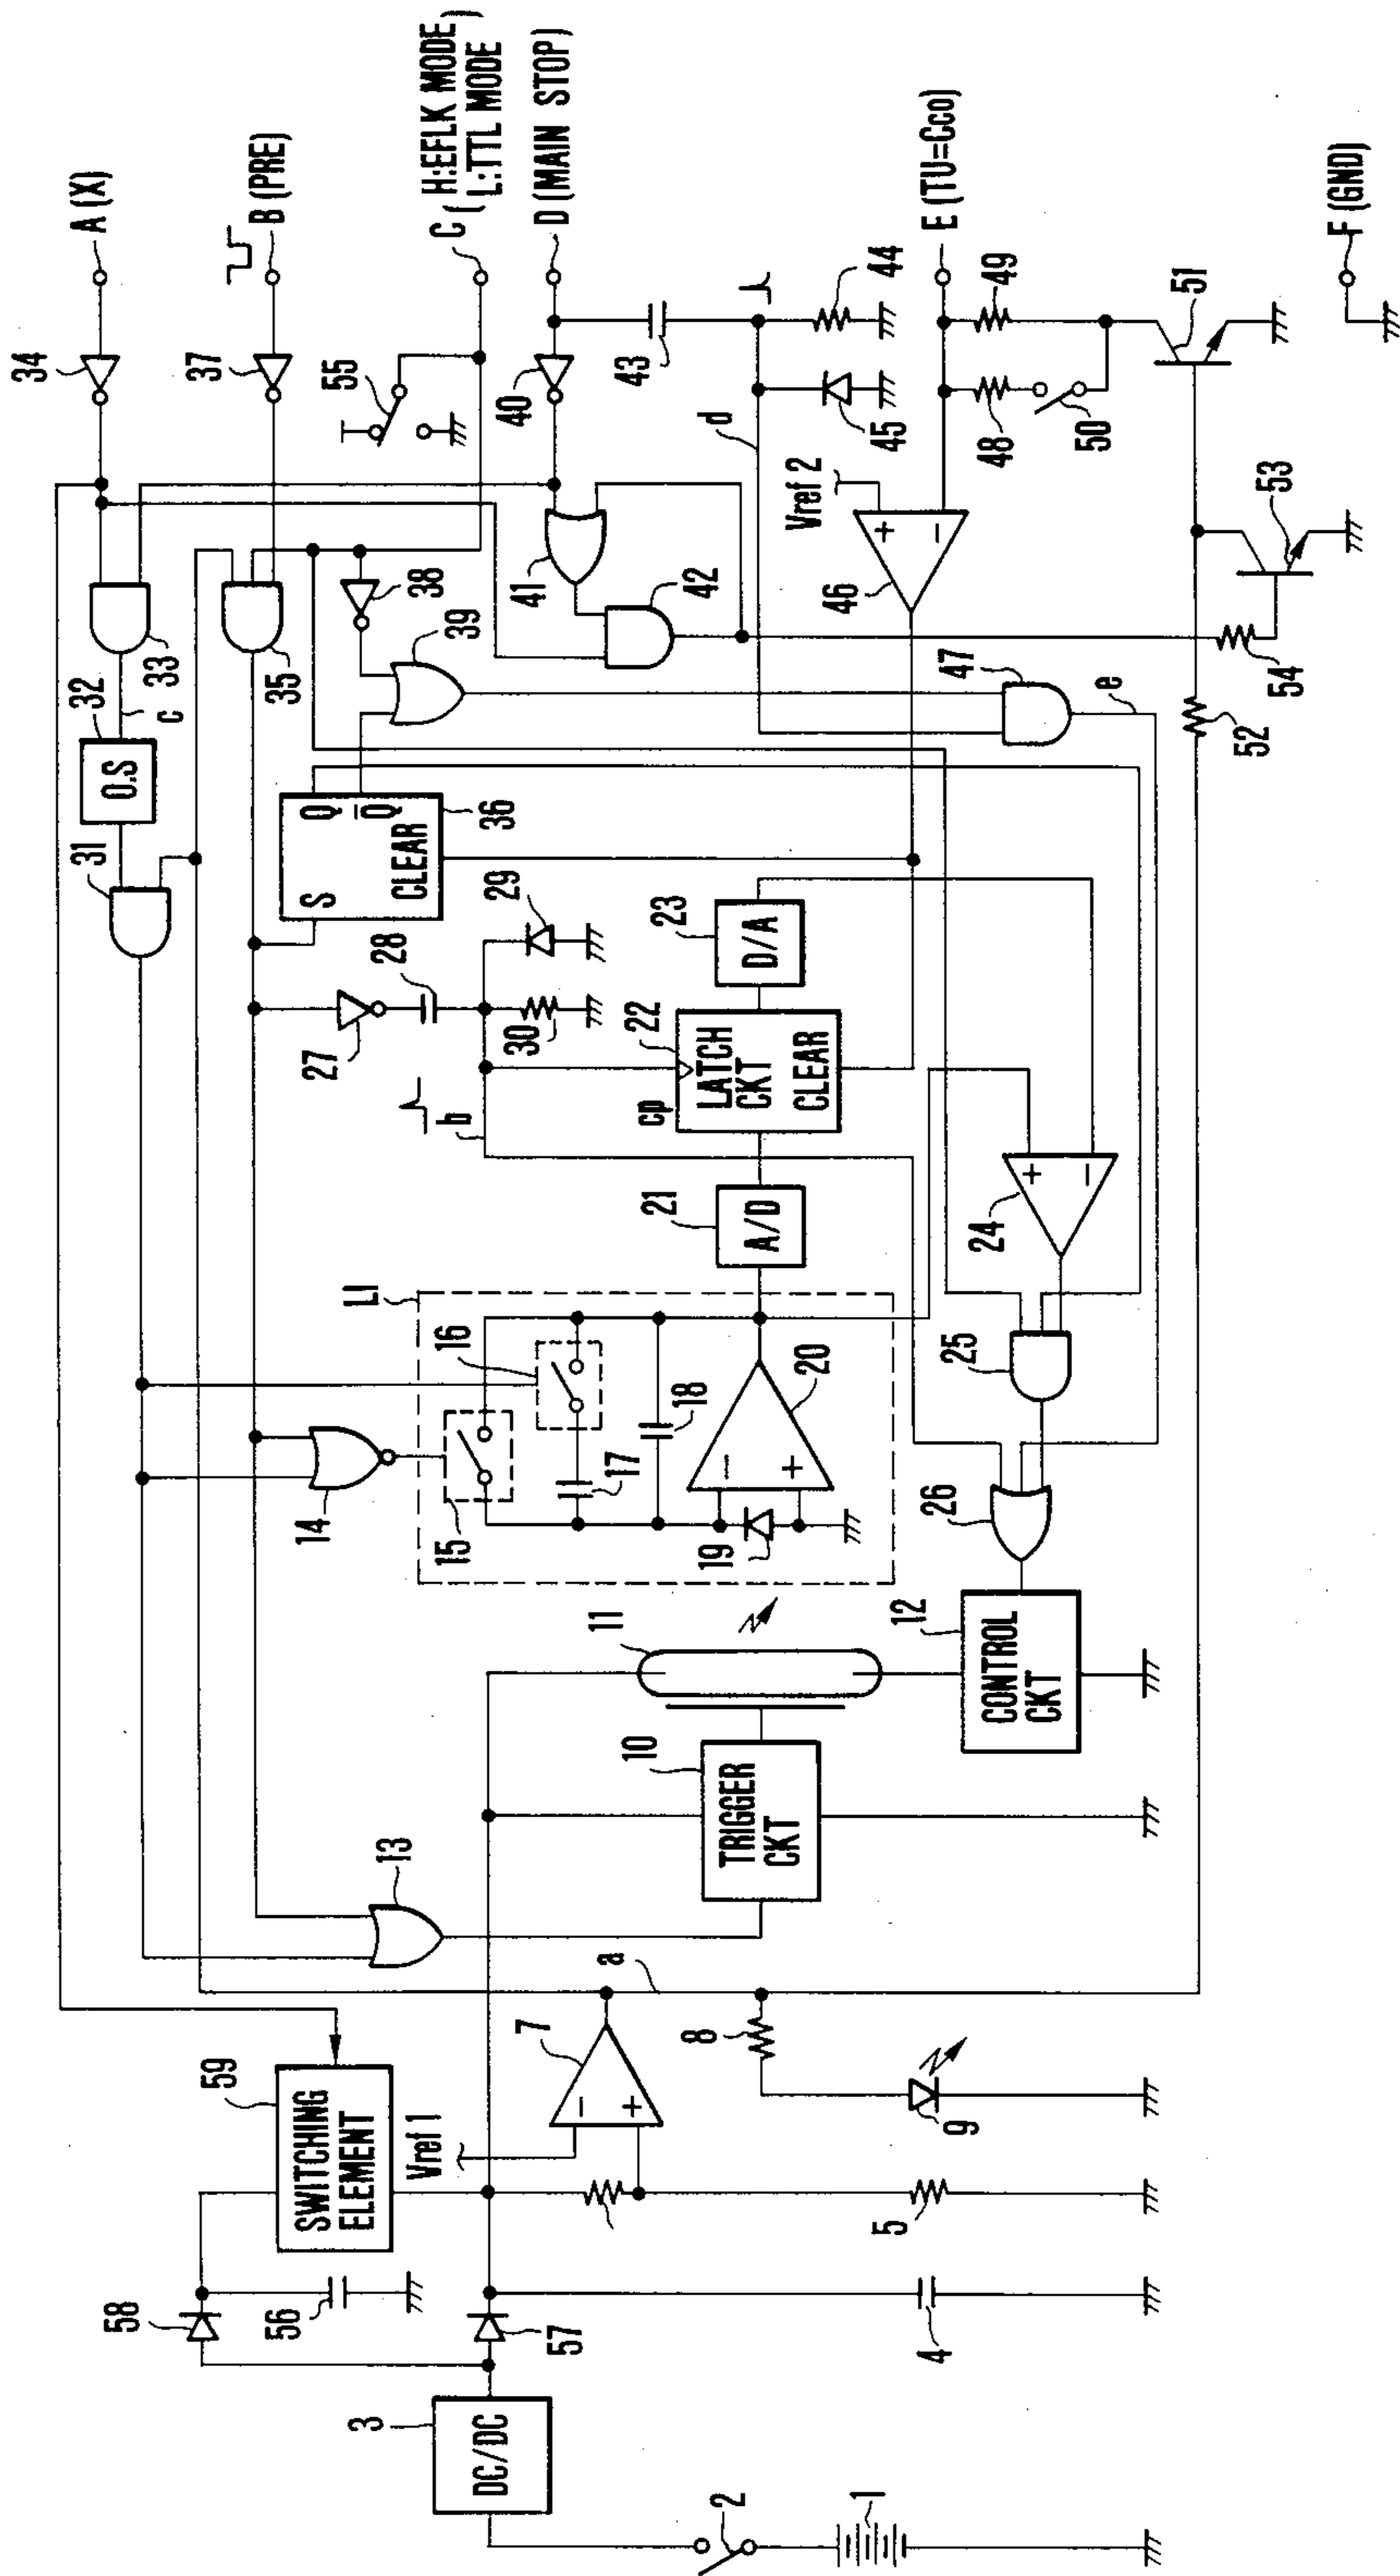 A (X)
B (PRE)
C ( H:EFLK MODE )
L:TTL MODE
D (MAIN STOP)
E (TU=Cco)
F (GND)
34
37
55
40
43
44
45
d
Vref 2
46
48
49
50
51
53
54
52
33
c
32
O.S
31
35
38
39
41
42
47
e
S
Q
Q̅
CLEAR
36
27
28
29
30
b
cp
LATCH
CKT
CLEAR
22
23
D/A
21
A/D
24
+
−
25
26
LI
14
15
16
17
18
19
20
−
+
11
12
CONTROL
CKT
10
TRIGGER
CKT
13
a
59
SWITCHING
ELEMENT
Vref 1
7
−
+
8
9
5
58
56
57
4
3
DC/DC
2
1
+
−